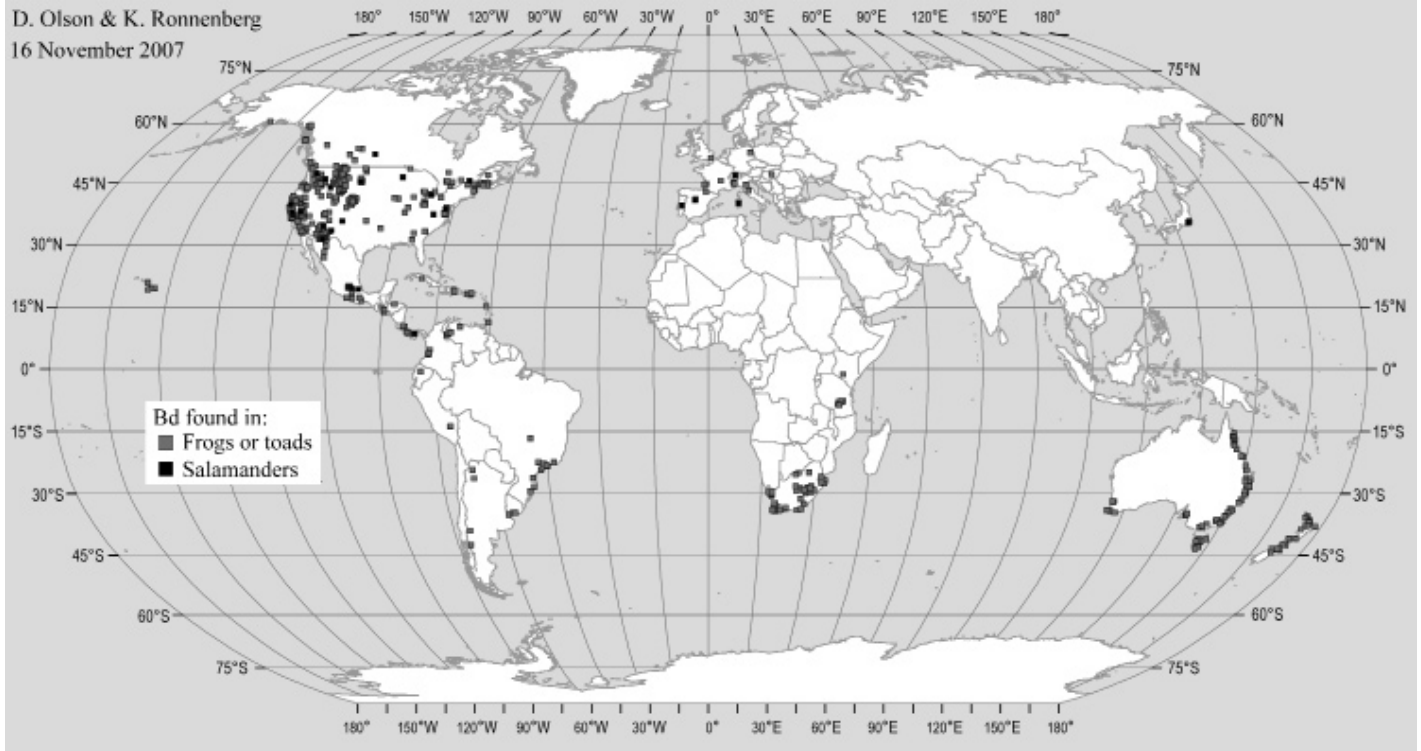 D. Olson & K. Ronnenberg
16 November 2007
180° 150°W 120°W 90°W 60°W 30°W 0° 30°E 60°E 90°E 120°E 150°E 180°
75°N 75°N
60°N 60°N
45°N 45°N
30°N 30°N
15°N 15°N
0° 0°
Bd found in:
Frogs or toads
Salamanders
15°S 15°S
30°S 30°S
45°S 45°S
60°S 60°S
75°S 75°S
180° 150°W 120°W 90°W 60°W 30°W 0° 30°E 60°E 90°E 120°E 150°E 180°